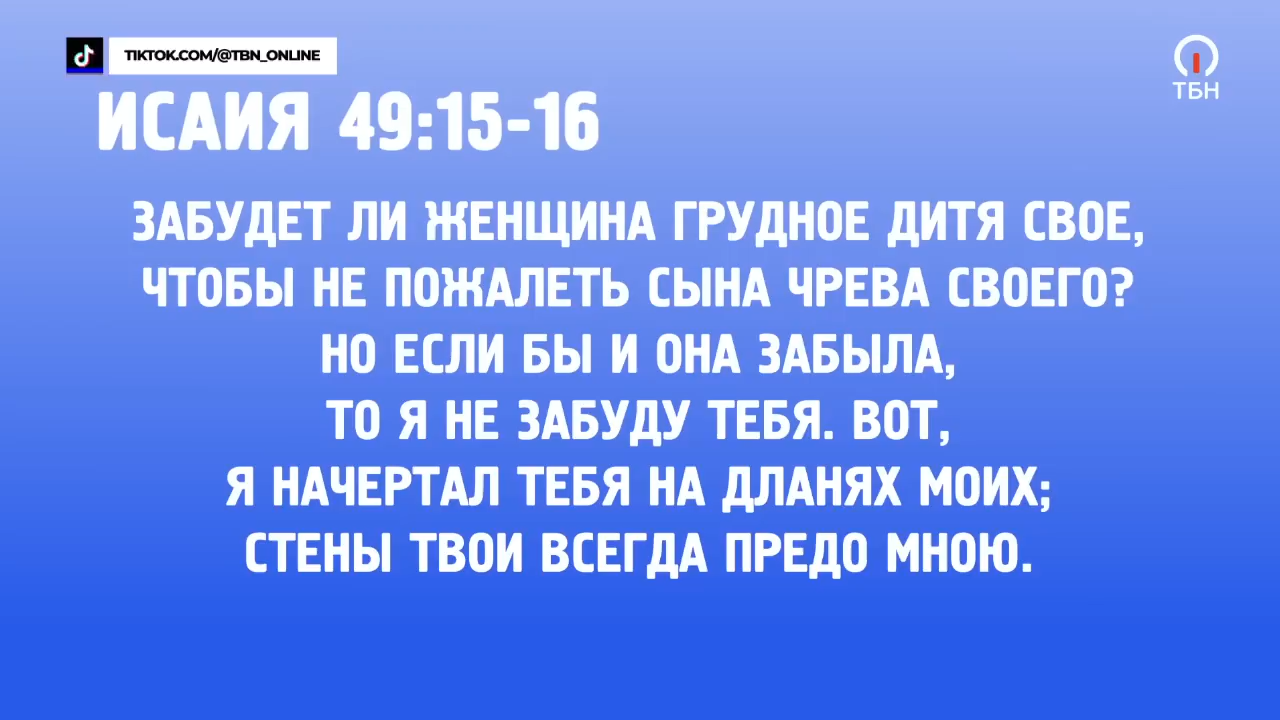 TIKTOK.COM/@TBN_ONLINE
ТБН
ИСАИЯ 49:15-16
ЗАБУДЕТ ЛИ ЖЕНЩИНА ГРУДНОЕ ДИТЯ СВОЕ,
ЧТОБЫ НЕ ПОЖАЛЕТЬ СЫНА ЧРЕВА СВОЕГО?
НО ЕСЛИ БЫ И ОНА ЗАБЫЛА,
ТО Я НЕ ЗАБУДУ ТЕБЯ. ВОТ,
Я НАЧЕРТАЛ ТЕБЯ НА ДЛАНЯХ МОИХ;
СТЕНЫ ТВОИ ВСЕГДА ПРЕДО МНОЮ.